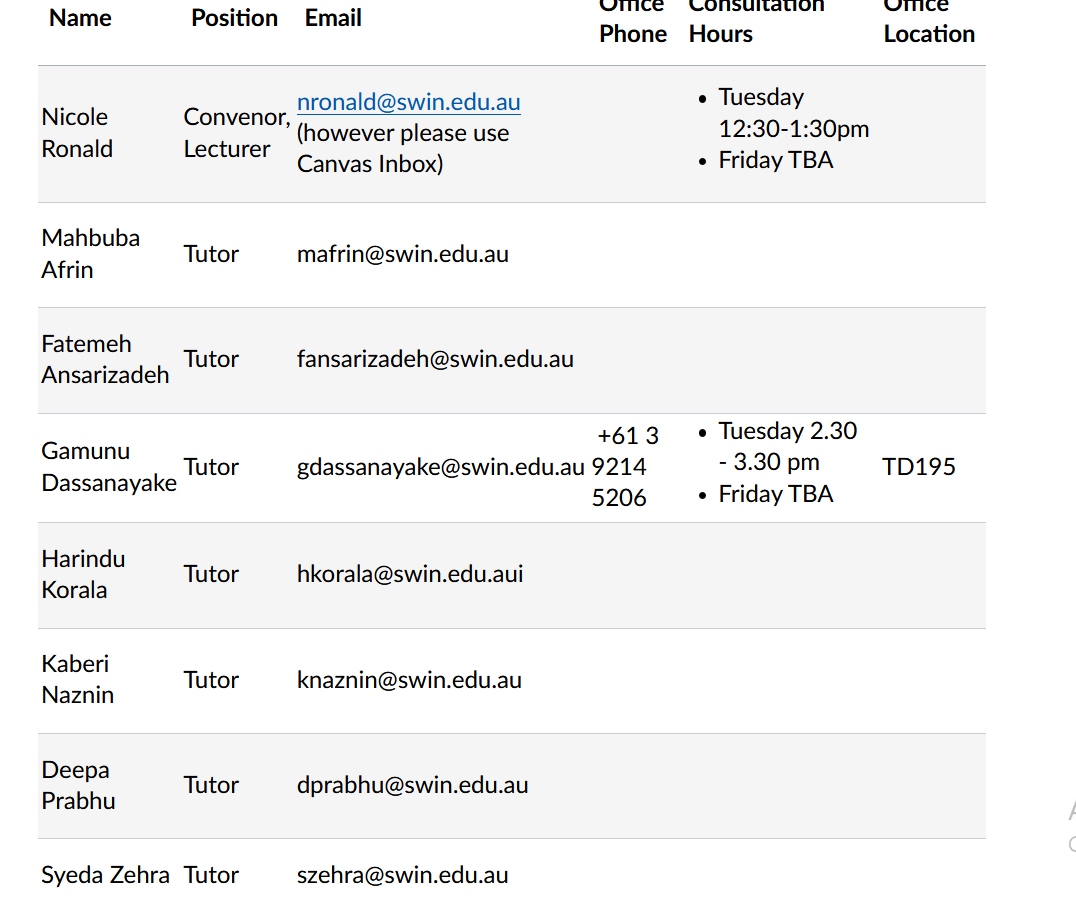 Name Position Email Office Phone Consultation Hours Office Location
Nicole Ronald Convenor, Lecturer nronald@swin.edu.au (however please use Canvas Inbox) • Tuesday 12:30-1:30pm • Friday TBA
Mahbuba Afrin Tutor mafrin@swin.edu.au
Fatemeh Ansarizadeh Tutor fansarizadeh@swin.edu.au
Gamunu Dassanayake Tutor gdassanayake@swin.edu.au +61 3 9214 5206 • Tuesday 2.30 - 3.30 pm • Friday TBA TD195
Harindu Korala Tutor hkorala@swin.edu.aui
Kaberi Naznin Tutor knaznin@swin.edu.au
Deepa Prabhu Tutor dprabhu@swin.edu.au
Syeda Zehra Tutor szehra@swin.edu.au